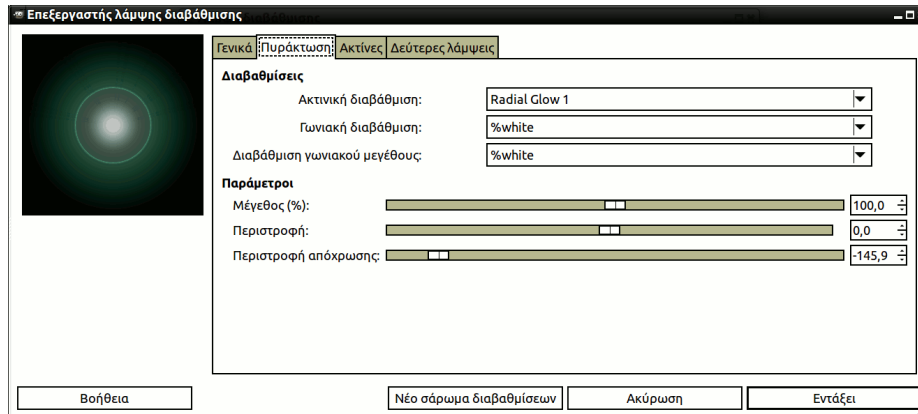 Επεξεργαστής λάμψης διαβάθμισης
Γενικά Πυράκτωση Ακτίνες Δεύτερες λάμψεις
Διαβαθμίσεις
Ακτινική διαβάθμιση: Radial Glow 1
Γωνιακή διαβάθμιση: %white
Διαβάθμιση γωνιακού μεγέθους: %white
Παράμετροι
Μέγεθος (%): 100,0
Περιστροφή: 0,0
Περιστροφή απόχρωσης: -145,9
Βοήθεια Νέο σάρωμα διαβαθμίσεων Ακύρωση Εντάξει